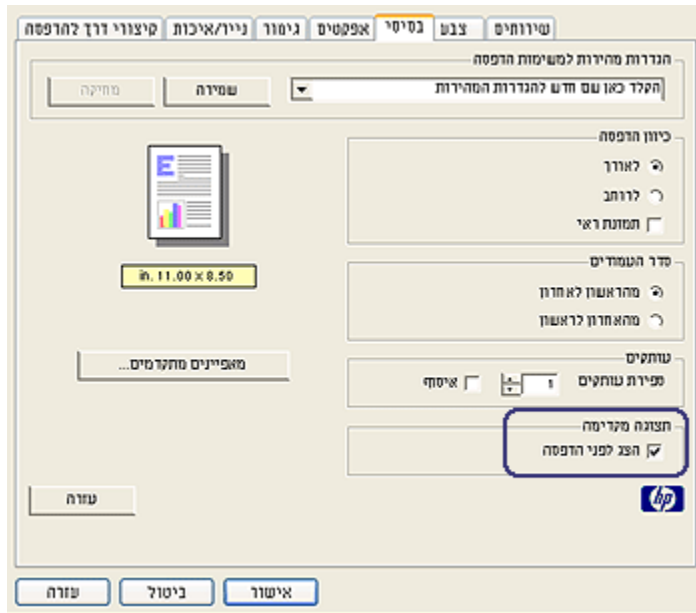 שירותים צבע בסיסי אפקטים גימור נייר/איכות קיצורי דרך להדפסה
הגדרות מהירות למשימות הדפסה
הקלד כאן שם חדש להגדרות המהירות
שמירה
מחיקה
כיוון הדפסה
לאורך
לרוחב
תמונת ראי
E
in. 11.00 × 8.50
סדר העמודים
מהראשון לאחרון
מהאחרון לראשון
מאפיינים מתקדמים...
עותקים
ספירת עותקים 1 איסוף
תצוגה מקדימה
הצג לפני הדפסה
hp
עזרה
אישור ביטול עזרה